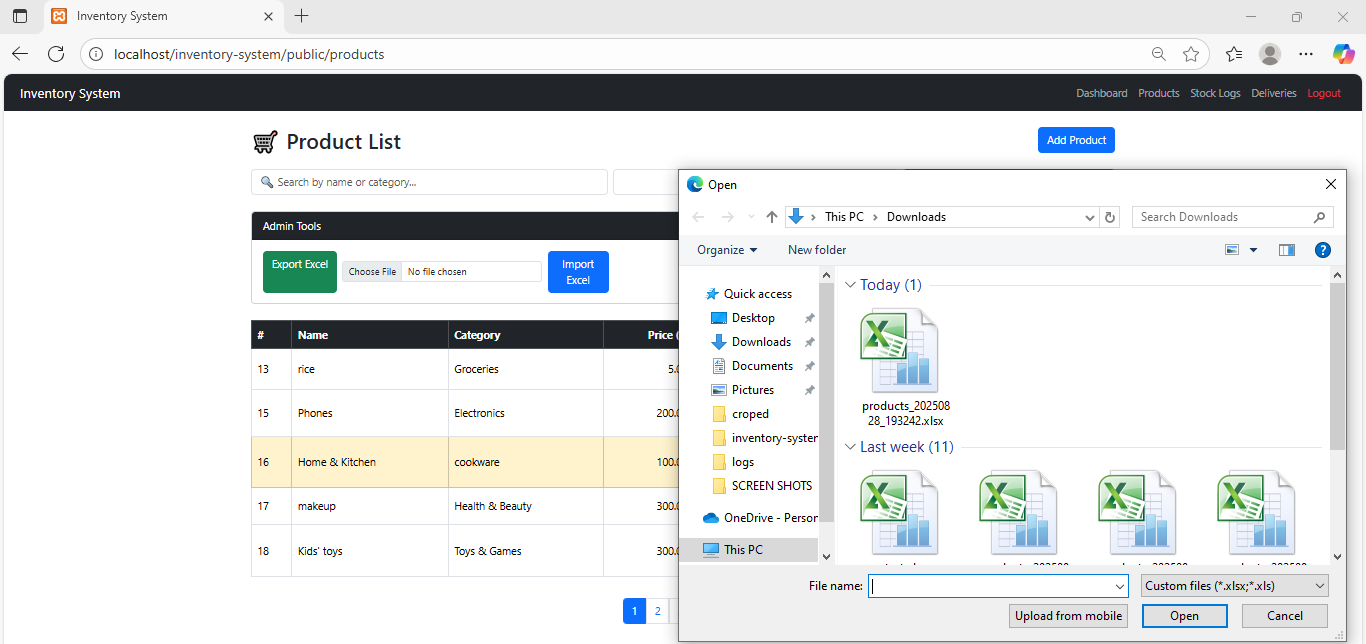 Inventory System
localhost/inventory-system/public/products
Inventory System
Dashboard Products Stock Logs Deliveries Logout
Product List
Add Product
Search by name or category...
Admin Tools
Export Excel
Choose File No file chosen
Import
Excel
# Name Category Price (
13 rice Groceries 5.0
15 Phones Electronics 200.0
16 Home & Kitchen cookware 100.0
17 makeup Health & Beauty 300.0
18 Kids' toys Toys & Games 300.0
1 2
Open
This PC > Downloads
Search Downloads
Organize New folder
Quick access
Desktop
Downloads
Documents
Pictures
croped
inventory-system
logs
SCREEN SHOTS
OneDrive - Person
This PC
Today (1)
products_202508
28_193242.xlsx
Last week (11)
File name:
Custom files (*.xlsx;*.xls)
Upload from mobile
Open
Cancel